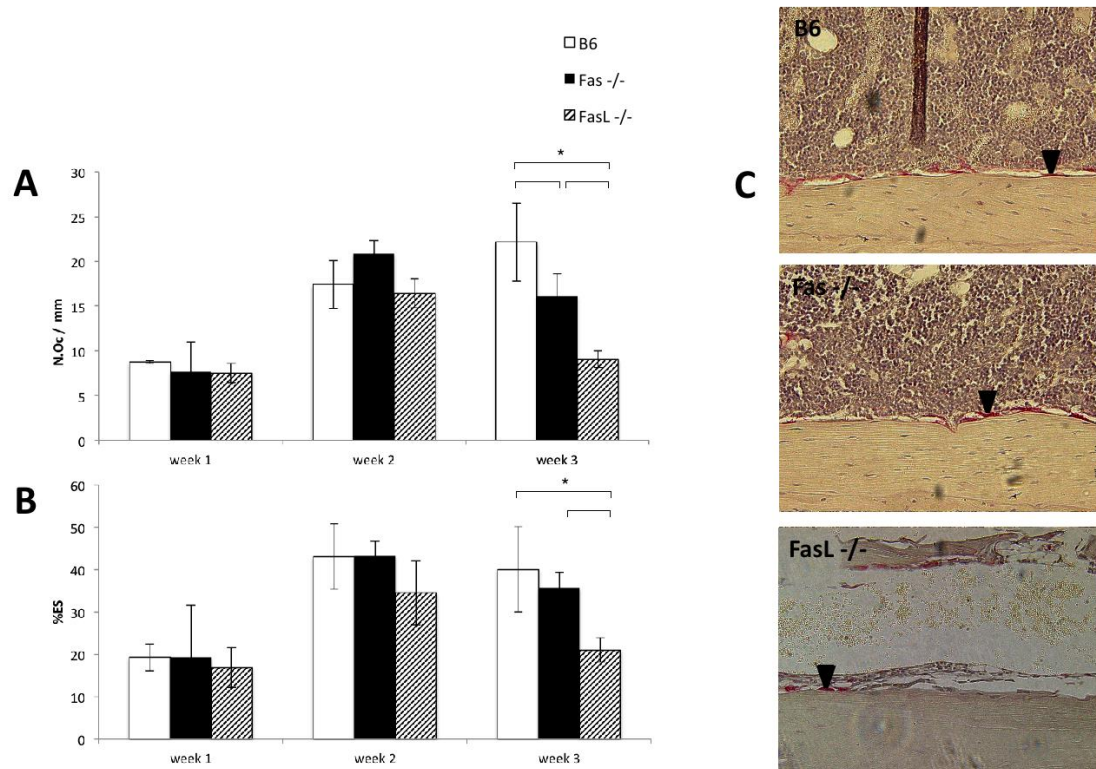 B6
Fas -/-
FasL -/-
A
*
30
25
20
15
10
5
0
N.Oc / mm
week 1
week 2
week 3
B
*
60
50
40
30
20
10
0
%ES
week 1
week 2
week 3
C
B6
Fas -/-
FasL -/-